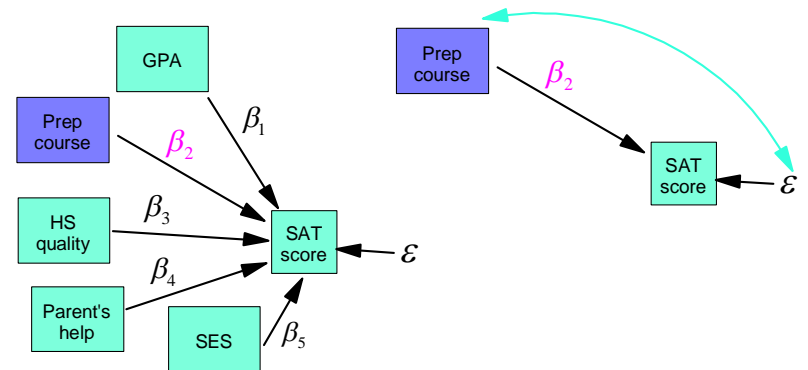 GPA
β1
Prep
course
β2
HS
quality
β3
Parent's
help
β4
SES
β5
SAT
score
ε
Prep
course
β2
SAT
score
ε